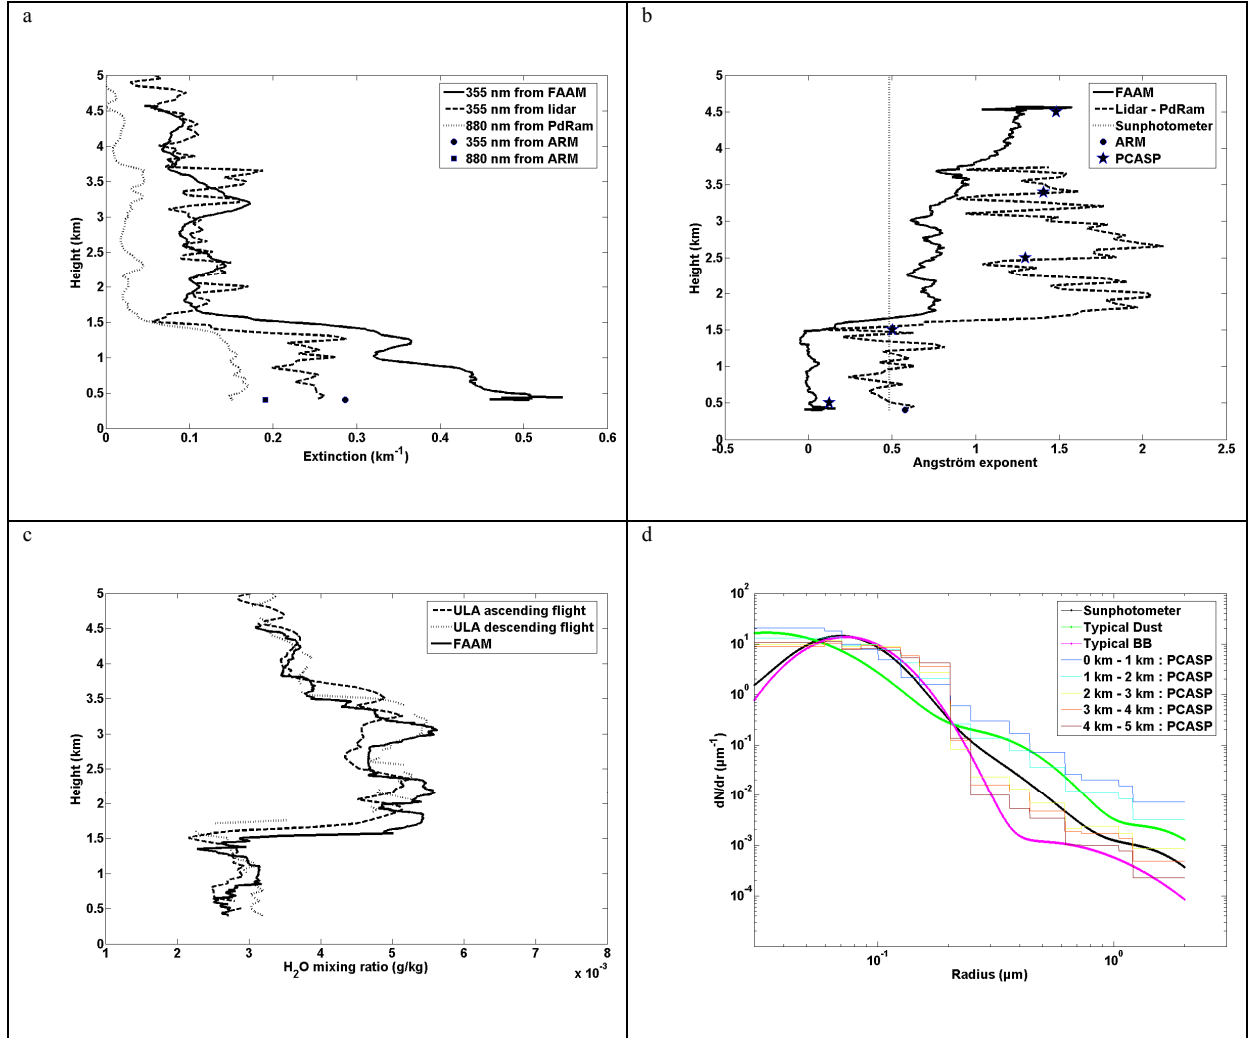 a
5
4.5
4
3.5
3
2.5
2
1.5
1
0.5
0
Height (km)
0
0.1
0.2
0.3
0.4
0.5
0.6
Extinction (km⁻¹)
355 nm from FAAM
355 nm from lidar
880 nm from PdRam
355 nm from ARM
880 nm from ARM
b
5
4.5
4
3.5
3
2.5
2
1.5
1
0.5
0
Height (km)
-0.5
0
0.5
1
1.5
2
2.5
Angström exponent
FAAM
Lidar - PdRam
Sunphotometer
ARM
PCASP
c
5
4.5
4
3.5
3
2.5
2
1.5
1
0.5
0
Height (km)
1
2
3
4
5
6
7
8
H₂O mixing ratio (g/kg)
x 10⁻³
ULA ascending flight
ULA descending flight
FAAM
d
10²
10¹
10⁰
10⁻¹
10⁻²
10⁻³
10⁻⁴
dN/dr (µm⁻¹)
10⁻¹
10⁰
Radius (µm)
Sunphotometer
Typical Dust
Typical BB
0 km - 1 km : PCASP
1 km - 2 km : PCASP
2 km - 3 km : PCASP
3 km - 4 km : PCASP
4 km - 5 km : PCASP